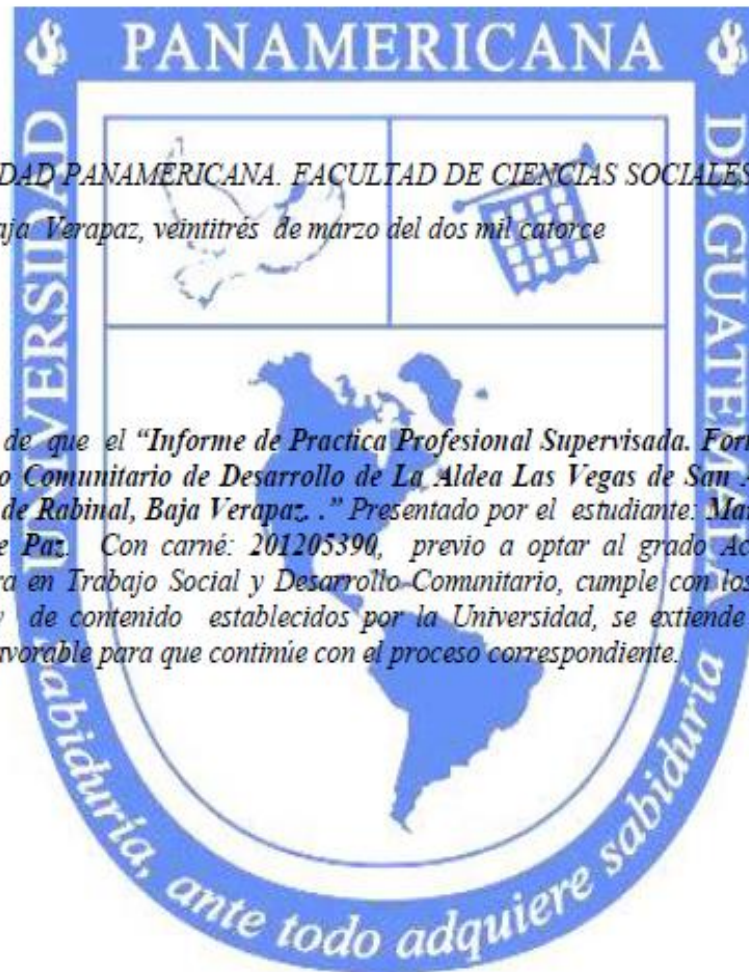 PANAMERICANA
UNIVERSIDAD
DE GUATEMALA
DAD PANAMERICANA. FACULTAD DE CIENCIAS SOCIALES
aja Verapaz, veintitrés de marzo del dos mil catorce
de que el “Informe de Practica Profesional Supervisada. For
o Comunitario de Desarrollo de La Aldea Las Vegas de San
de Rabinal, Baja Verapaz. .” Presentado por el estudiante: Ma
e Paz. Con carné: 201205390, previo a optar al grado Ac
ra en Trabajo Social y Desarrollo Comunitario, cumple con los
y de contenido establecidos por la Universidad, se extiende
avorable para que continúe con el proceso correspondiente.
Sabiduría, ante todo adquiere sabiduría